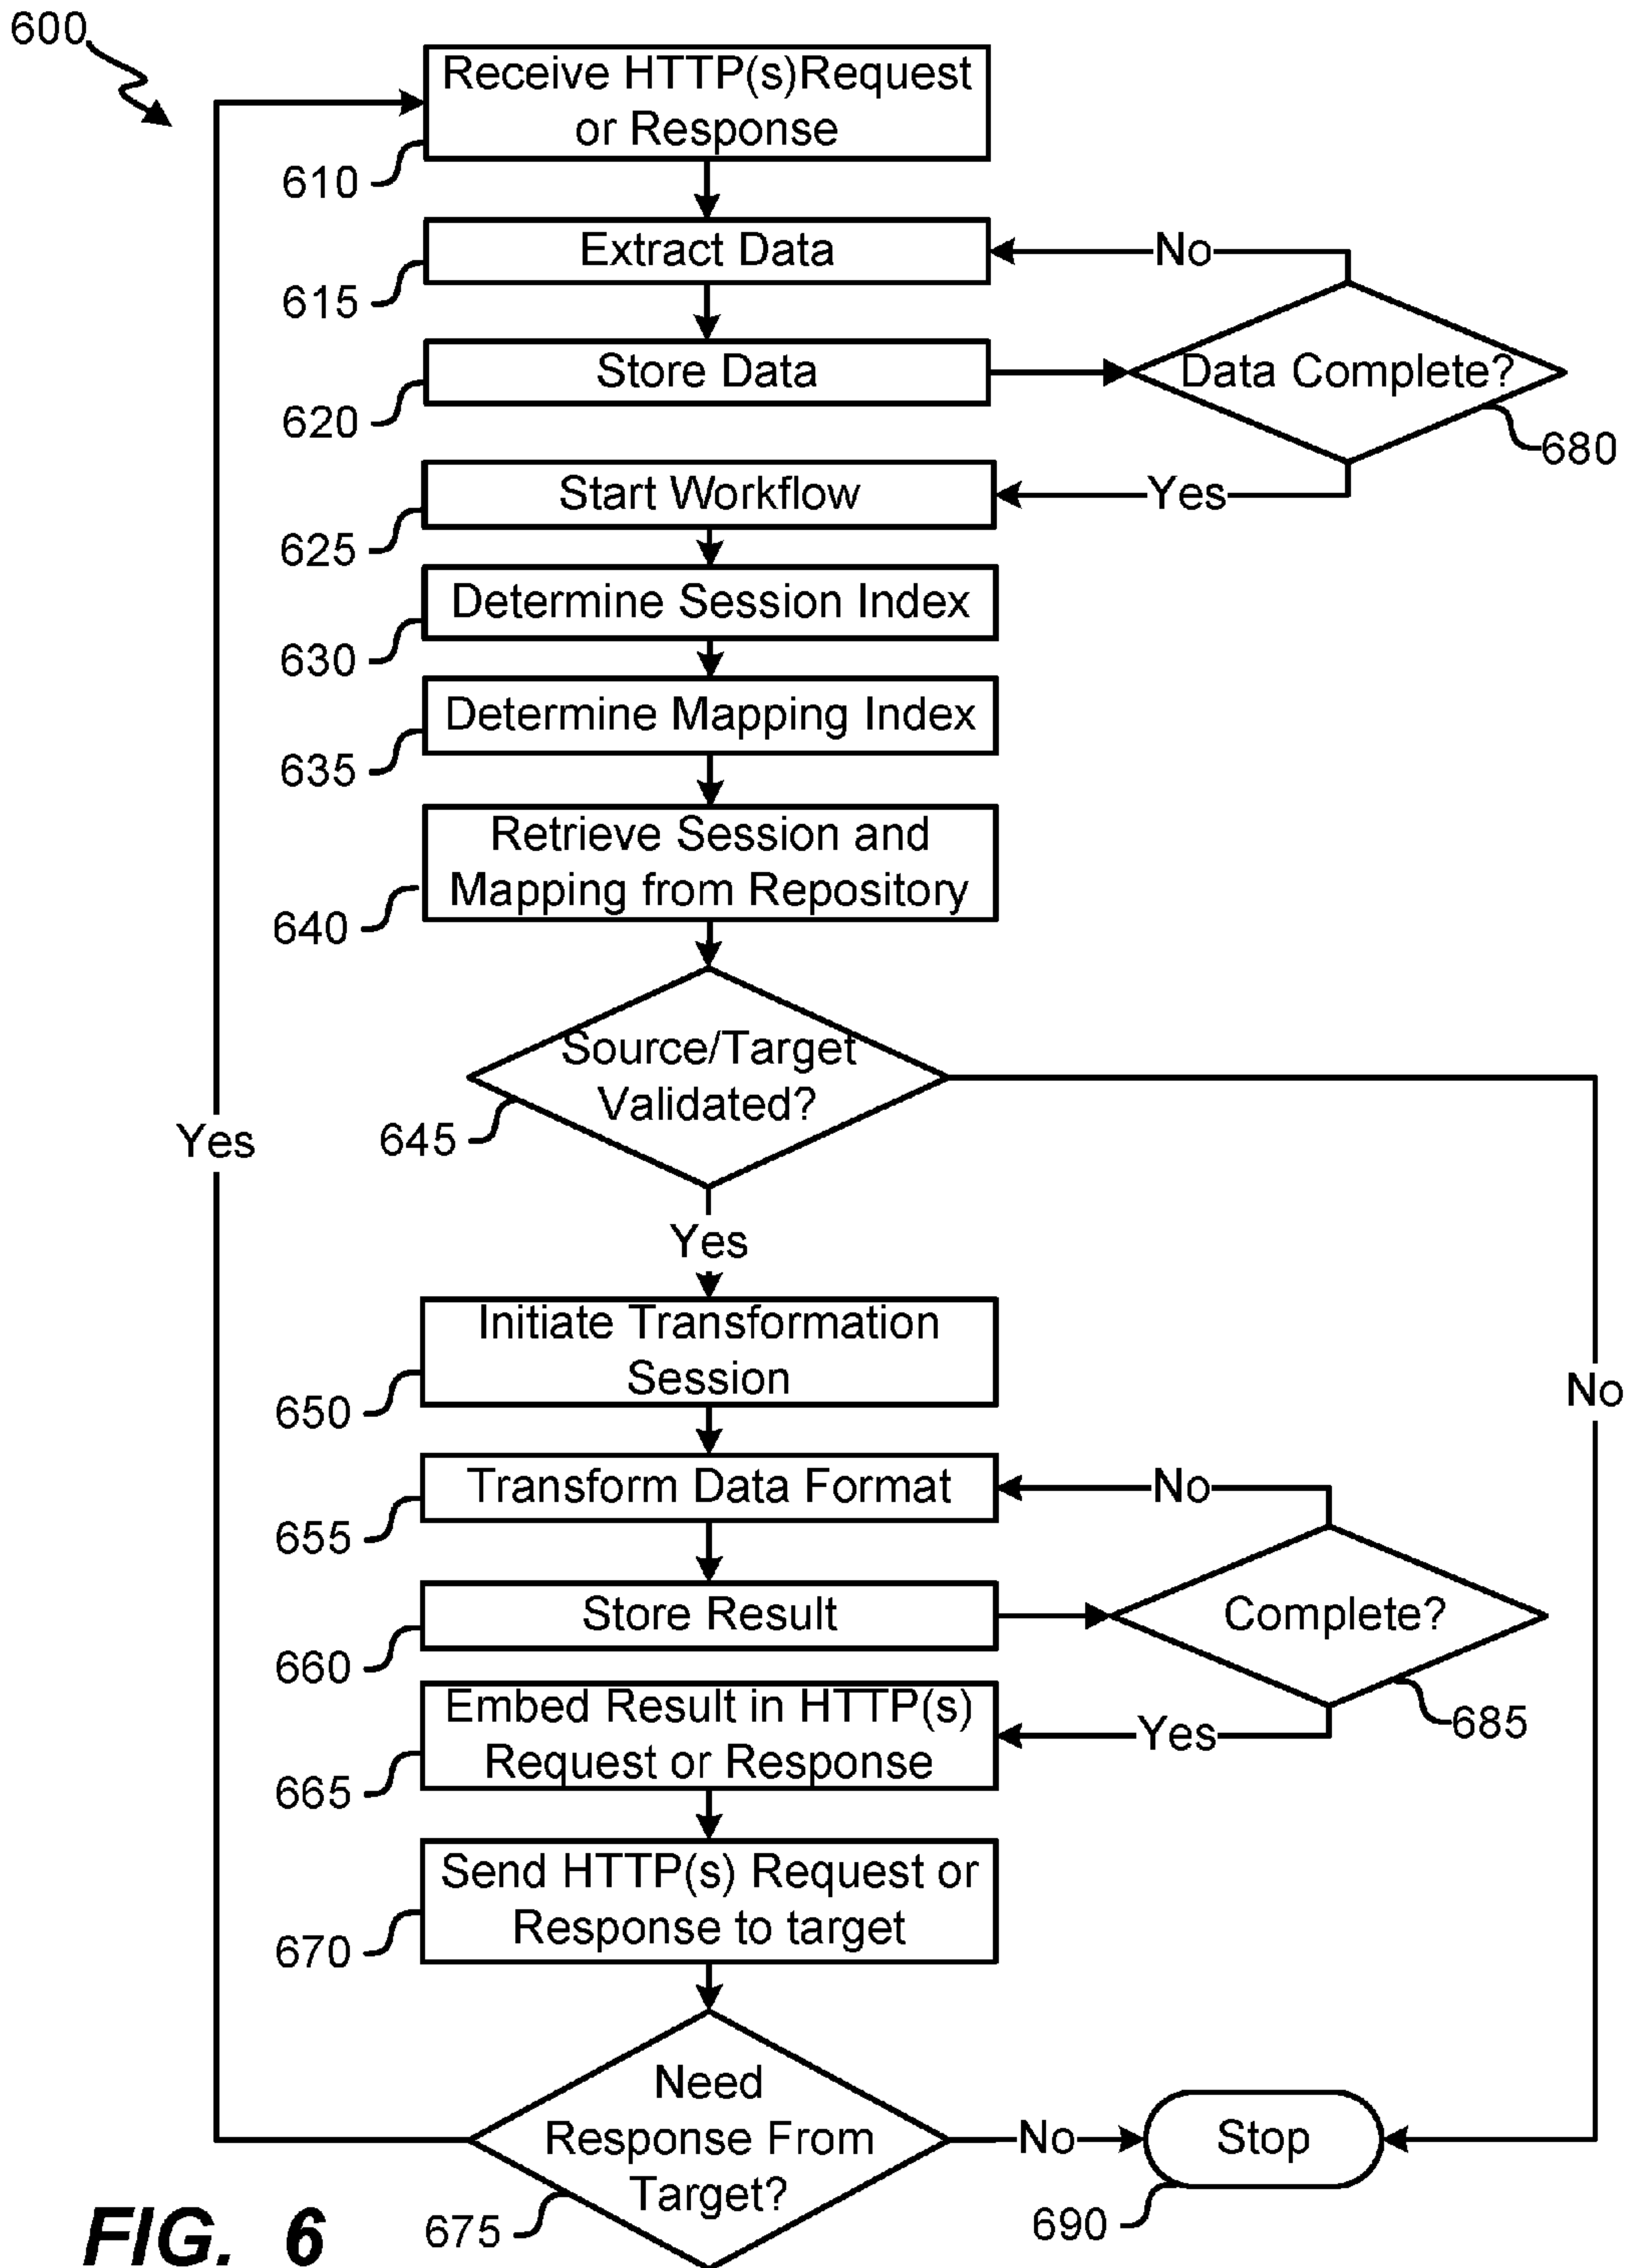 600
Receive HTTP(s)Request
or Response
610
Extract Data
No
615
Store Data
Data Complete?
620
680
Start Workflow
Yes
625
Determine Session Index
630
Determine Mapping Index
635
Retrieve Session and
Mapping from Repository
640
Source/Target
Validated?
645
Yes
Yes
Initiate Transformation
Session
650
No
Transform Data Format
No
655
Store Result
Complete?
660
Embed Result in HTTP(s)
Request or Response
Yes
685
665
Send HTTP(s) Request or
Response to target
670
Need
Response From
Target?
No
Stop
675
690
FIG. 6